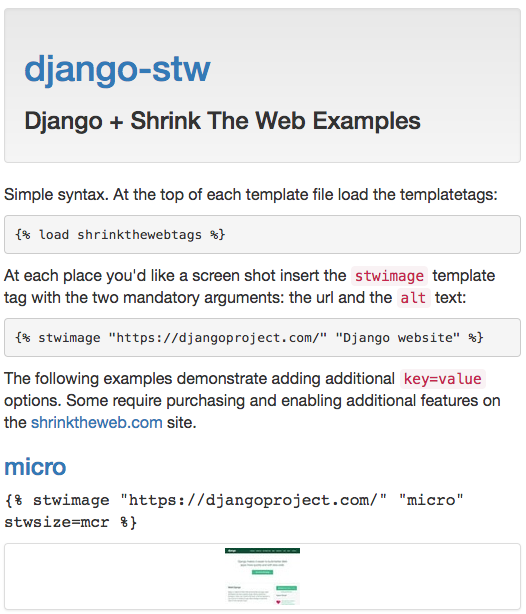 django-stw
Django + Shrink The Web Examples
Simple syntax. At the top of each template file load the templatetags:
{% load shrinkthewebtags %}
At each place you'd like a screen shot insert the stwimage template
tag with the two mandatory arguments: the url and the alt text:
{% stwimage "https://djangoproject.com/" "Django website" %}
The following examples demonstrate adding additional key=value
options. Some require purchasing and enabling additional features on
the shrinktheweb.com site.
micro
{% stwimage "https://djangoproject.com/" "micro"
stwsize=mcr %}